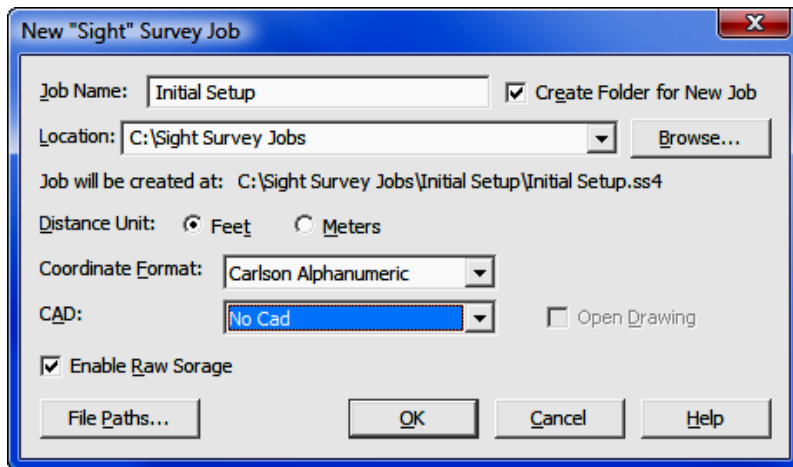 New "Sight" Survey Job
Job Name: Initial Setup Create Folder for New Job
Location: C:\Sight Survey Jobs Browse...
Job will be created at: C:\Sight Survey Jobs\Initial Setup\Initial Setup.ss4
Distance Unit: Feet Meters
Coordinate Format: Carlson Alphanumeric
CAD: No Cad Open Drawing
Enable Raw Sorage
File Paths... OK Cancel Help